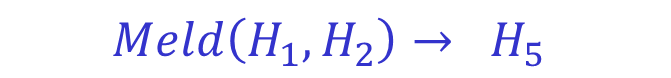 Meld(H₁, H₂) → H₅